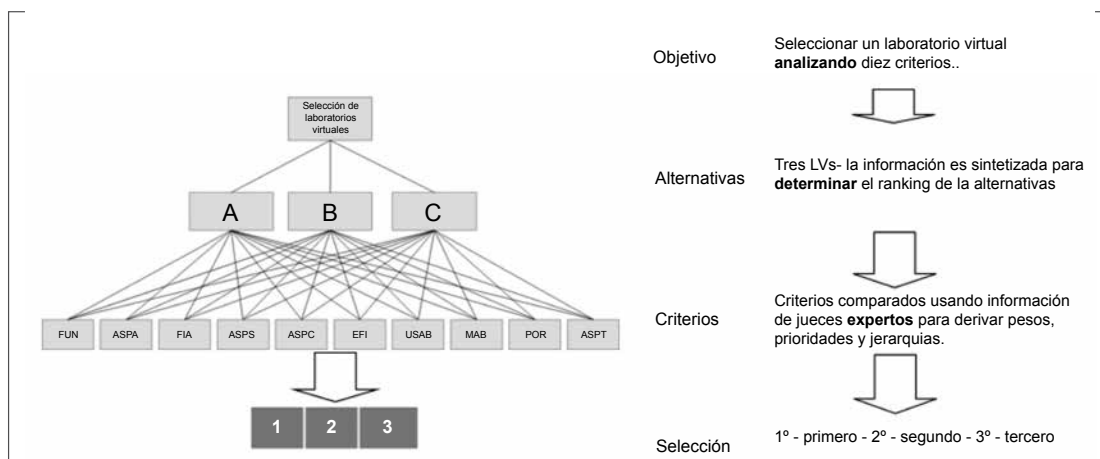 Selección de
laboratorios
virtuales
A B C
FUN ASPA FIA ASPS ASPC EFI USAB MAB POR ASPT
1 2 3
Objetivo
Seleccionar un laboratorio virtual
analizando diez criterios..
Alternativas
Tres LVs- la información es sintetizada para
determinar el ranking de la alternativas
Criterios
Criterios comparados usando información
de jueces expertos para derivar pesos,
prioridades y jerarquias.
Selección
1º - primero - 2º - segundo - 3º - tercero